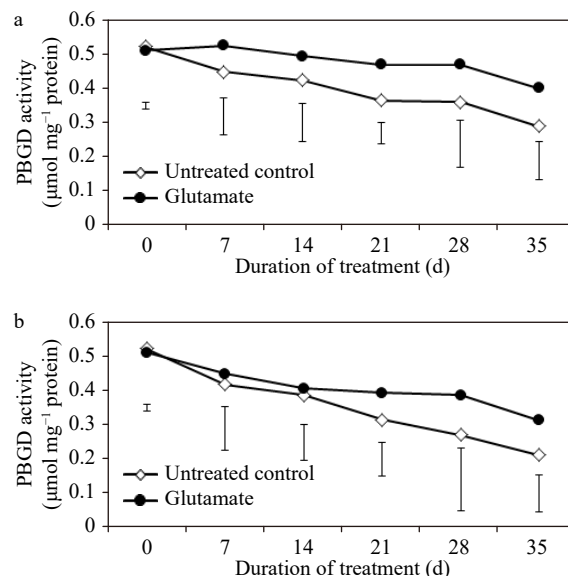 a
0.6
0.5
0.4
0.3
0.2
0.1
0
PBGD activity
(μmol mg⁻¹ protein)
Untreated control
Glutamate
0 7 14 21 28 35
Duration of treatment (d)
b
0.6
0.5
0.4
0.3
0.2
0.1
0
PBGD activity
(μmol mg⁻¹ protein)
Untreated control
Glutamate
0 7 14 21 28 35
Duration of treatment (d)